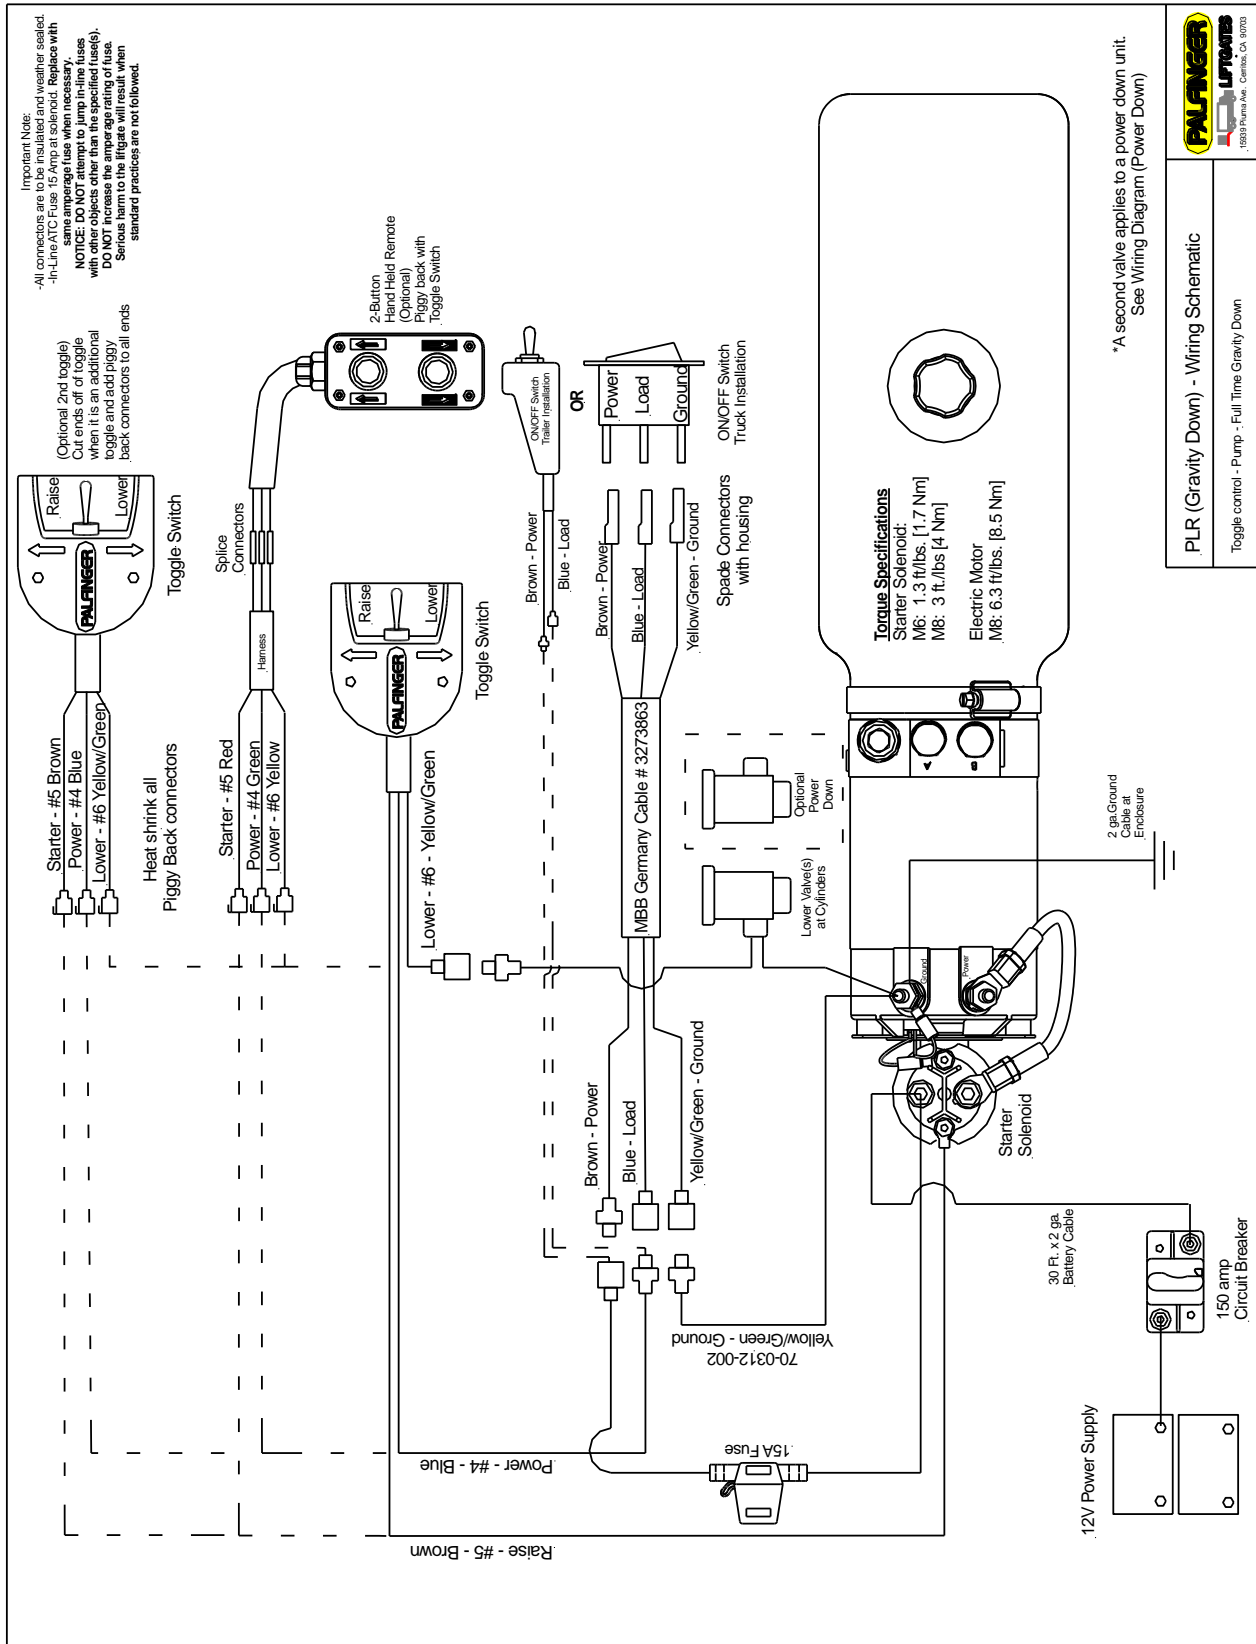 Important Note:
-All connectors are to be insulated and weather sealed.
-In-Line ATC Fuse 15 Amp at solenoid. Replace with
same amperage fuse when necessary.
NOTICE: DO NOT attempt to jump in-line fuses
with other objects other than the specified fuse(s).
DO NOT increase the amperage rating of fuse.
Serious harm to the liftgate will result when
standard practices are not followed.
(Optional 2nd toggle)
Cut ends off of toggle
when it is an additional
toggle and add piggy
back connectors to all ends
Raise
Lower
PALFINGER
Toggle Switch
Starter - #5 Brown
Power - #4 Blue
Lower - #6 Yellow/Green
Heat shrink all
Piggy Back connectors
2-Button
Hand Held Remote
(Optional)
Piggy back with
Toggle Switch
Splice
Connectors
Harness
Starter - #5 Red
Power - #4 Green
Lower - #6 Yellow
Raise
Lower
PALFINGER
Toggle Switch
Lower - #6 - Yellow/Green
ON/OFF Switch
Trailer Installation
Brown - Power
Blue - Load
OR
Power
Load
Ground
ON/OFF Switch
Truck Installation
Brown - Power
Blue - Load
Yellow/Green - Ground
Spade Connectors
with housing
MBB Germany Cable # 3273863
Brown - Power
Blue - Load
Yellow/Green - Ground
Yellow/Green - Ground
70-0312-002
Optional
Power
Down
Lower Valve(s)
at Cylinders
Power - #4 - Blue
Raise - #5 - Brown
15A Fuse
Torque Specifications
Starter Solenoid:
M6: 1.3 ft/lbs. [1.7 Nm]
M8: 3 ft./lbs [4 Nm]
Electric Motor
M8: 6.3 ft/lbs. [8.5 Nm]
A
B
Ground
Power
2 ga.Ground
Cable at
Enclosure
Starter
Solenoid
30 Ft. x 2 ga.
Battery Cable
150 amp
Circuit Breaker
12V Power Supply
*A second valve applies to a power down unit.
See Wiring Diagram (Power Down)
PALFINGER
LIFTGATES
15939 Piuma Ave. Cerritos, CA 90703
PLR (Gravity Down) - Wiring Schematic
Toggle control - Pump - Full Time Gravity Down